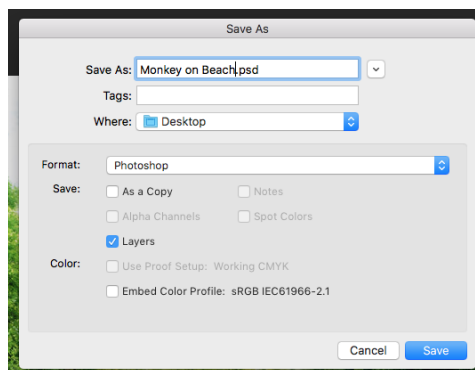 Save As
Save As: Monkey on Beach.psd
Tags:
Where: Desktop
Format: Photoshop
Save: As a Copy Notes
Alpha Channels Spot Colors
Layers
Color: Use Proof Setup: Working CMYK
Embed Color Profile: sRGB IEC61966-2.1
Cancel Save